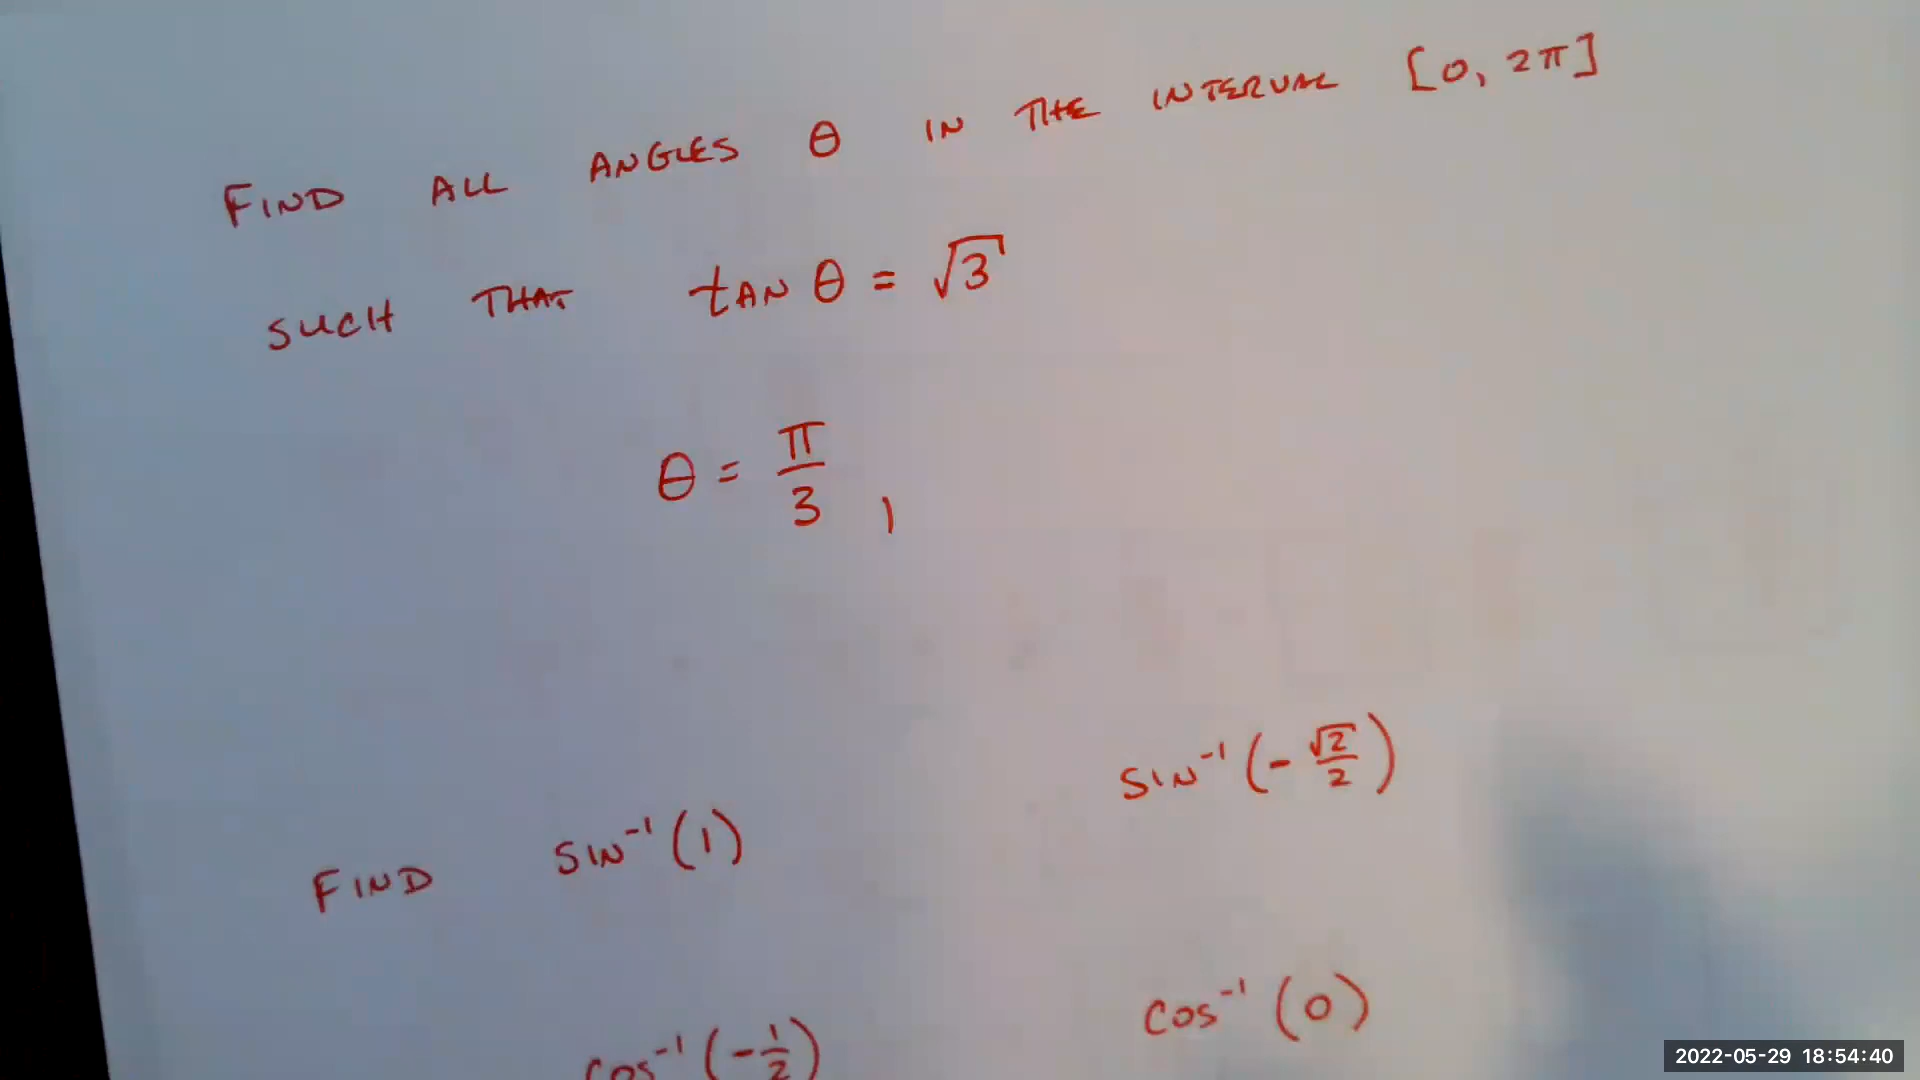 FIND ALL ANGLES θ IN THE INTERVAL [0, 2π]
SUCH THAT tan θ = √3
θ = π/3 ,
FIND sin⁻¹(1) sin⁻¹(-√2/2)
cos⁻¹(-1/2) cos⁻¹(0)
2022-05-29 18:54:40